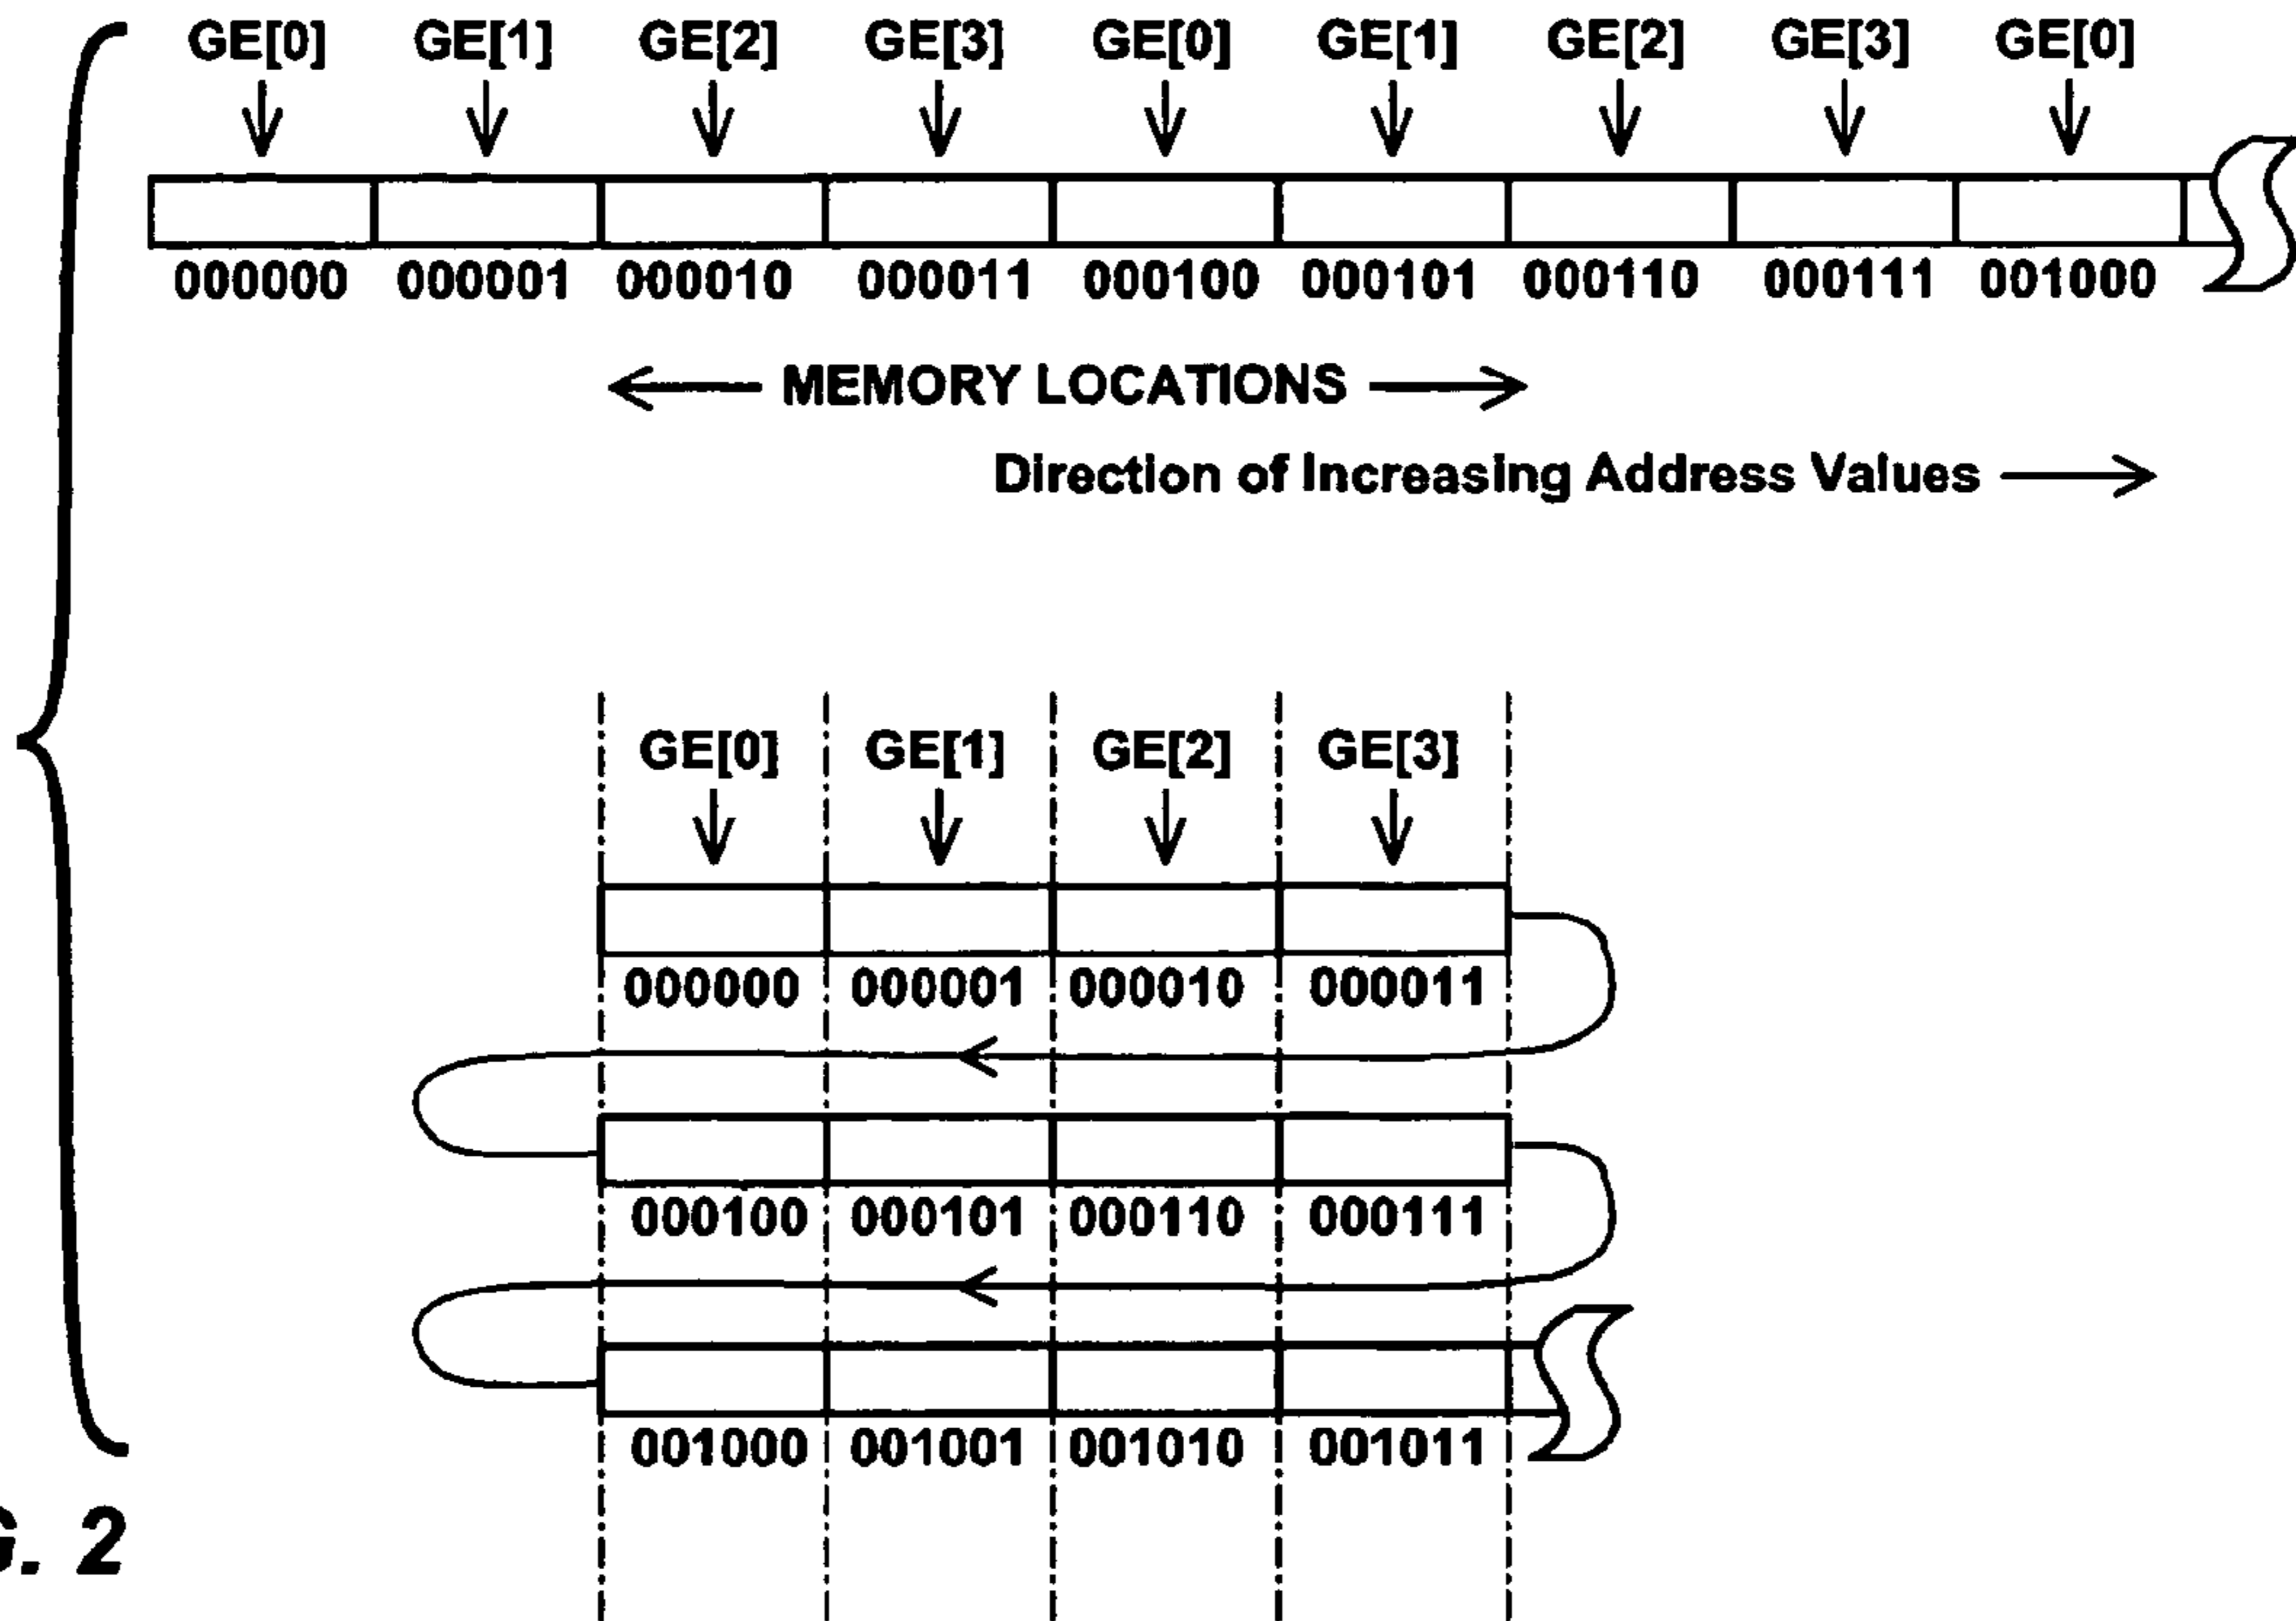 GE[0] GE[1] GE[2] GE[3] GE[0] GE[1] GE[2] GE[3] GE[0]
000000 000001 000010 000011 000100 000101 000110 000111 001000
MEMORY LOCATIONS
Direction of Increasing Address Values
GE[0] GE[1] GE[2] GE[3]
000000 000001 000010 000011
000100 000101 000110 000111
001000 001001 001010 001011
G. 2